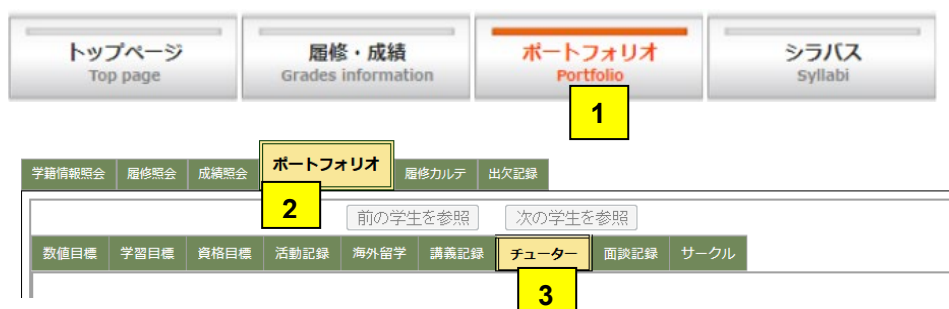 トップページ 履修・成績 ポートフォリオ シラバス
Top page Grades information Portfolio Syllabi
1
学籍情報照会 履修照会 成績照会 ポートフォリオ 履修カルテ 出欠記録
2
前の学生を参照 次の学生を参照
数値目標 学習目標 資格目標 活動記録 海外留学 講義記録 チューター 面談記録 サークル
3